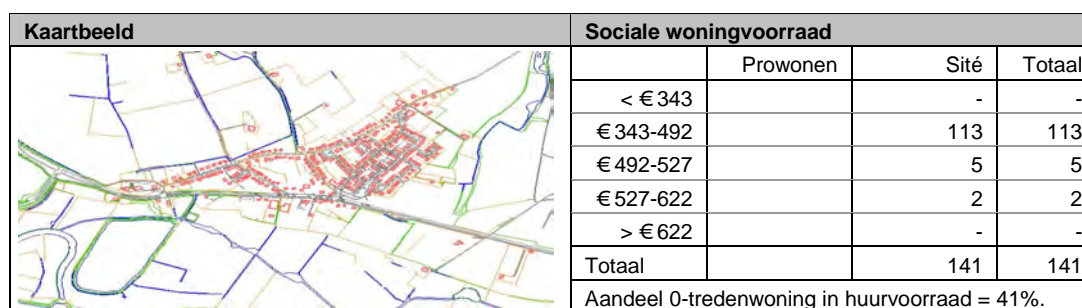 Kaartbeeld
Sociale woningvoorraad
Prowonen Sité Totaal
< € 343 - -
€ 343-492 113 113
€ 492-527 5 5
€ 527-622 2 2
> € 622 - -
Totaal 141 141
Aandeel 0-tredenwoning in huurvoorraad = 41%.